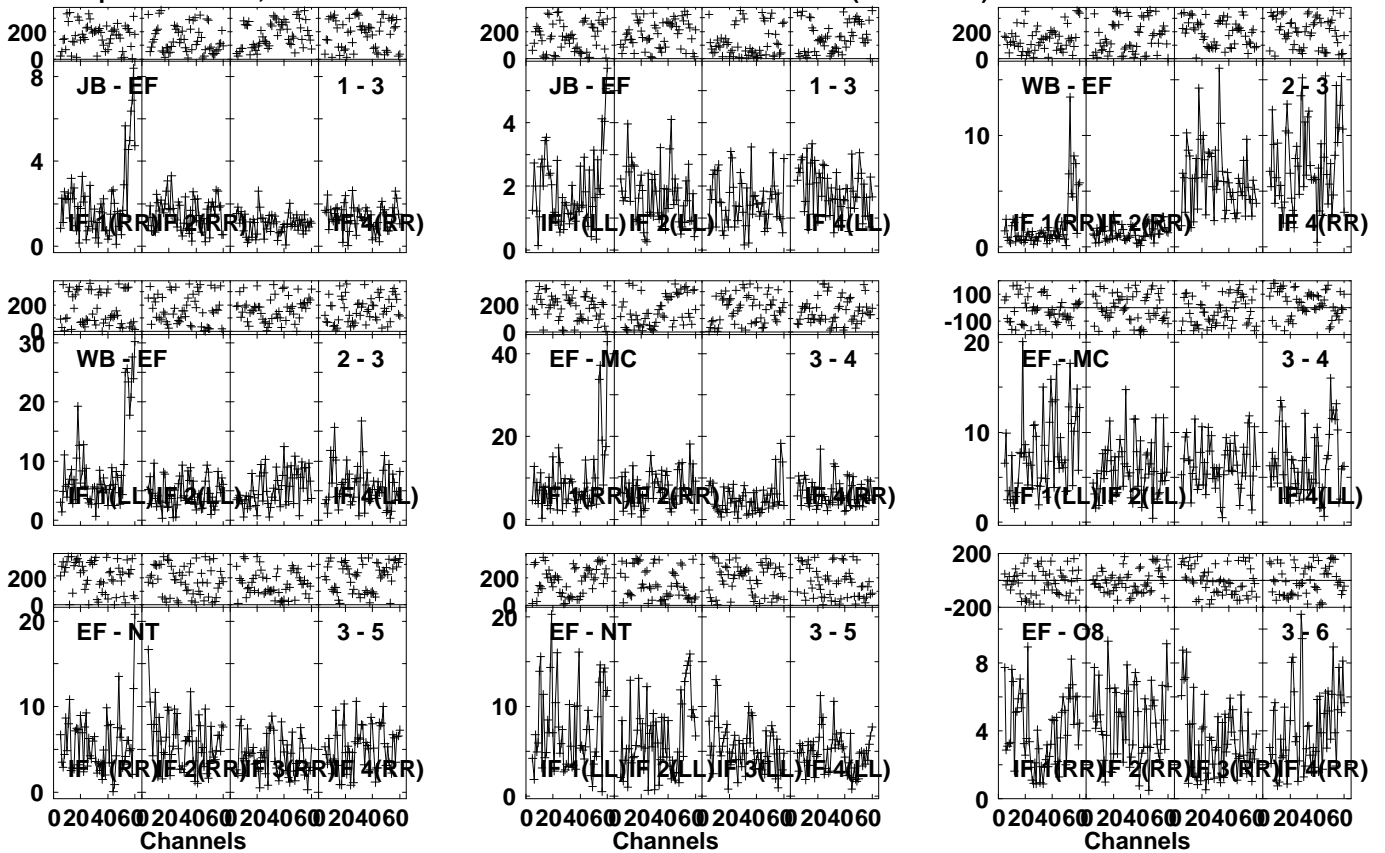 200 0 200 0 200 0
8 JB - EF 1 - 3 JB - EF 1 - 3 WB - EF 2 - 3
4 4 10
2
0 IF 1(RR) IF 2(RR) IF 4(RR) 0 IF 1(LL) IF 2(LL) IF 4(LL) 0 IF 1(RR) IF 2(RR) IF 4(RR)
200 0 200 0 100 -100
30 WB - EF 2 - 3 40 EF - MC 3 - 4 20 EF - MC 3 - 4
20 20 10
10
0 IF 1(LL) IF 2(LL) IF 4(LL) 0 IF 1(RR) IF 2(RR) IF 4(RR) 0 IF 1(LL) IF 2(LL) IF 4(LL)
200 0 200 0 200 -200
20 EF - NT 3 - 5 20 EF - NT 3 - 5 8 EF - O8 3 - 6
10 10 4
0 IF 1(RR) IF 2(RR) IF 3(RR) IF 4(RR) 0 IF 1(LL) IF 2(LL) IF 3(LL) IF 4(LL) 0 IF 1(RR) IF 2(RR) IF 3(RR) IF 4(RR)
0 20 40 60 0 20 40 60 0 20 40 60 0 20 40 60 0 20 40 60 0 20 40 60 0 20 40 60 0 20 40 60 0 20 40 60 0 20 40 60 0 20 40 60 0 20 40 60
Channels Channels Channels